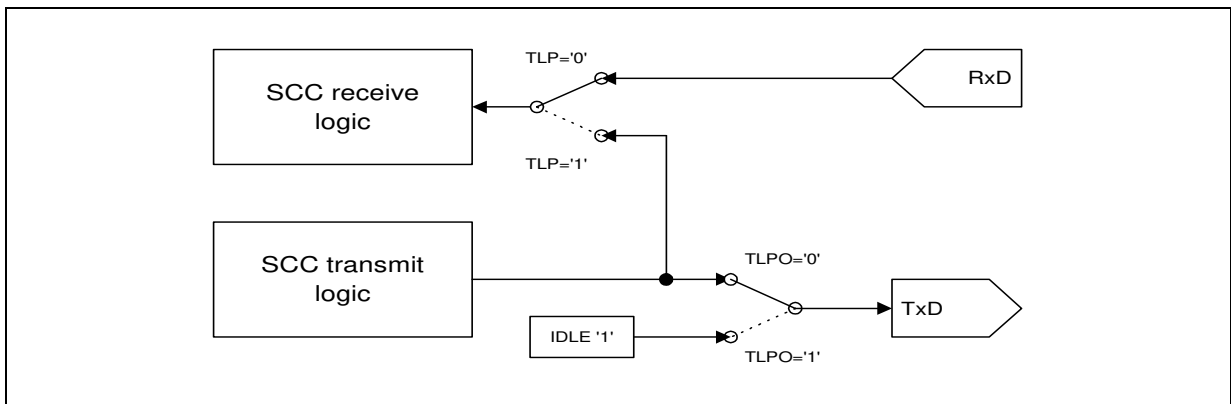 TLP='0'
SCC receive
logic
RxD
TLP='1'
SCC transmit
logic
TLPO='0'
TxD
IDLE '1'
TLPO='1'